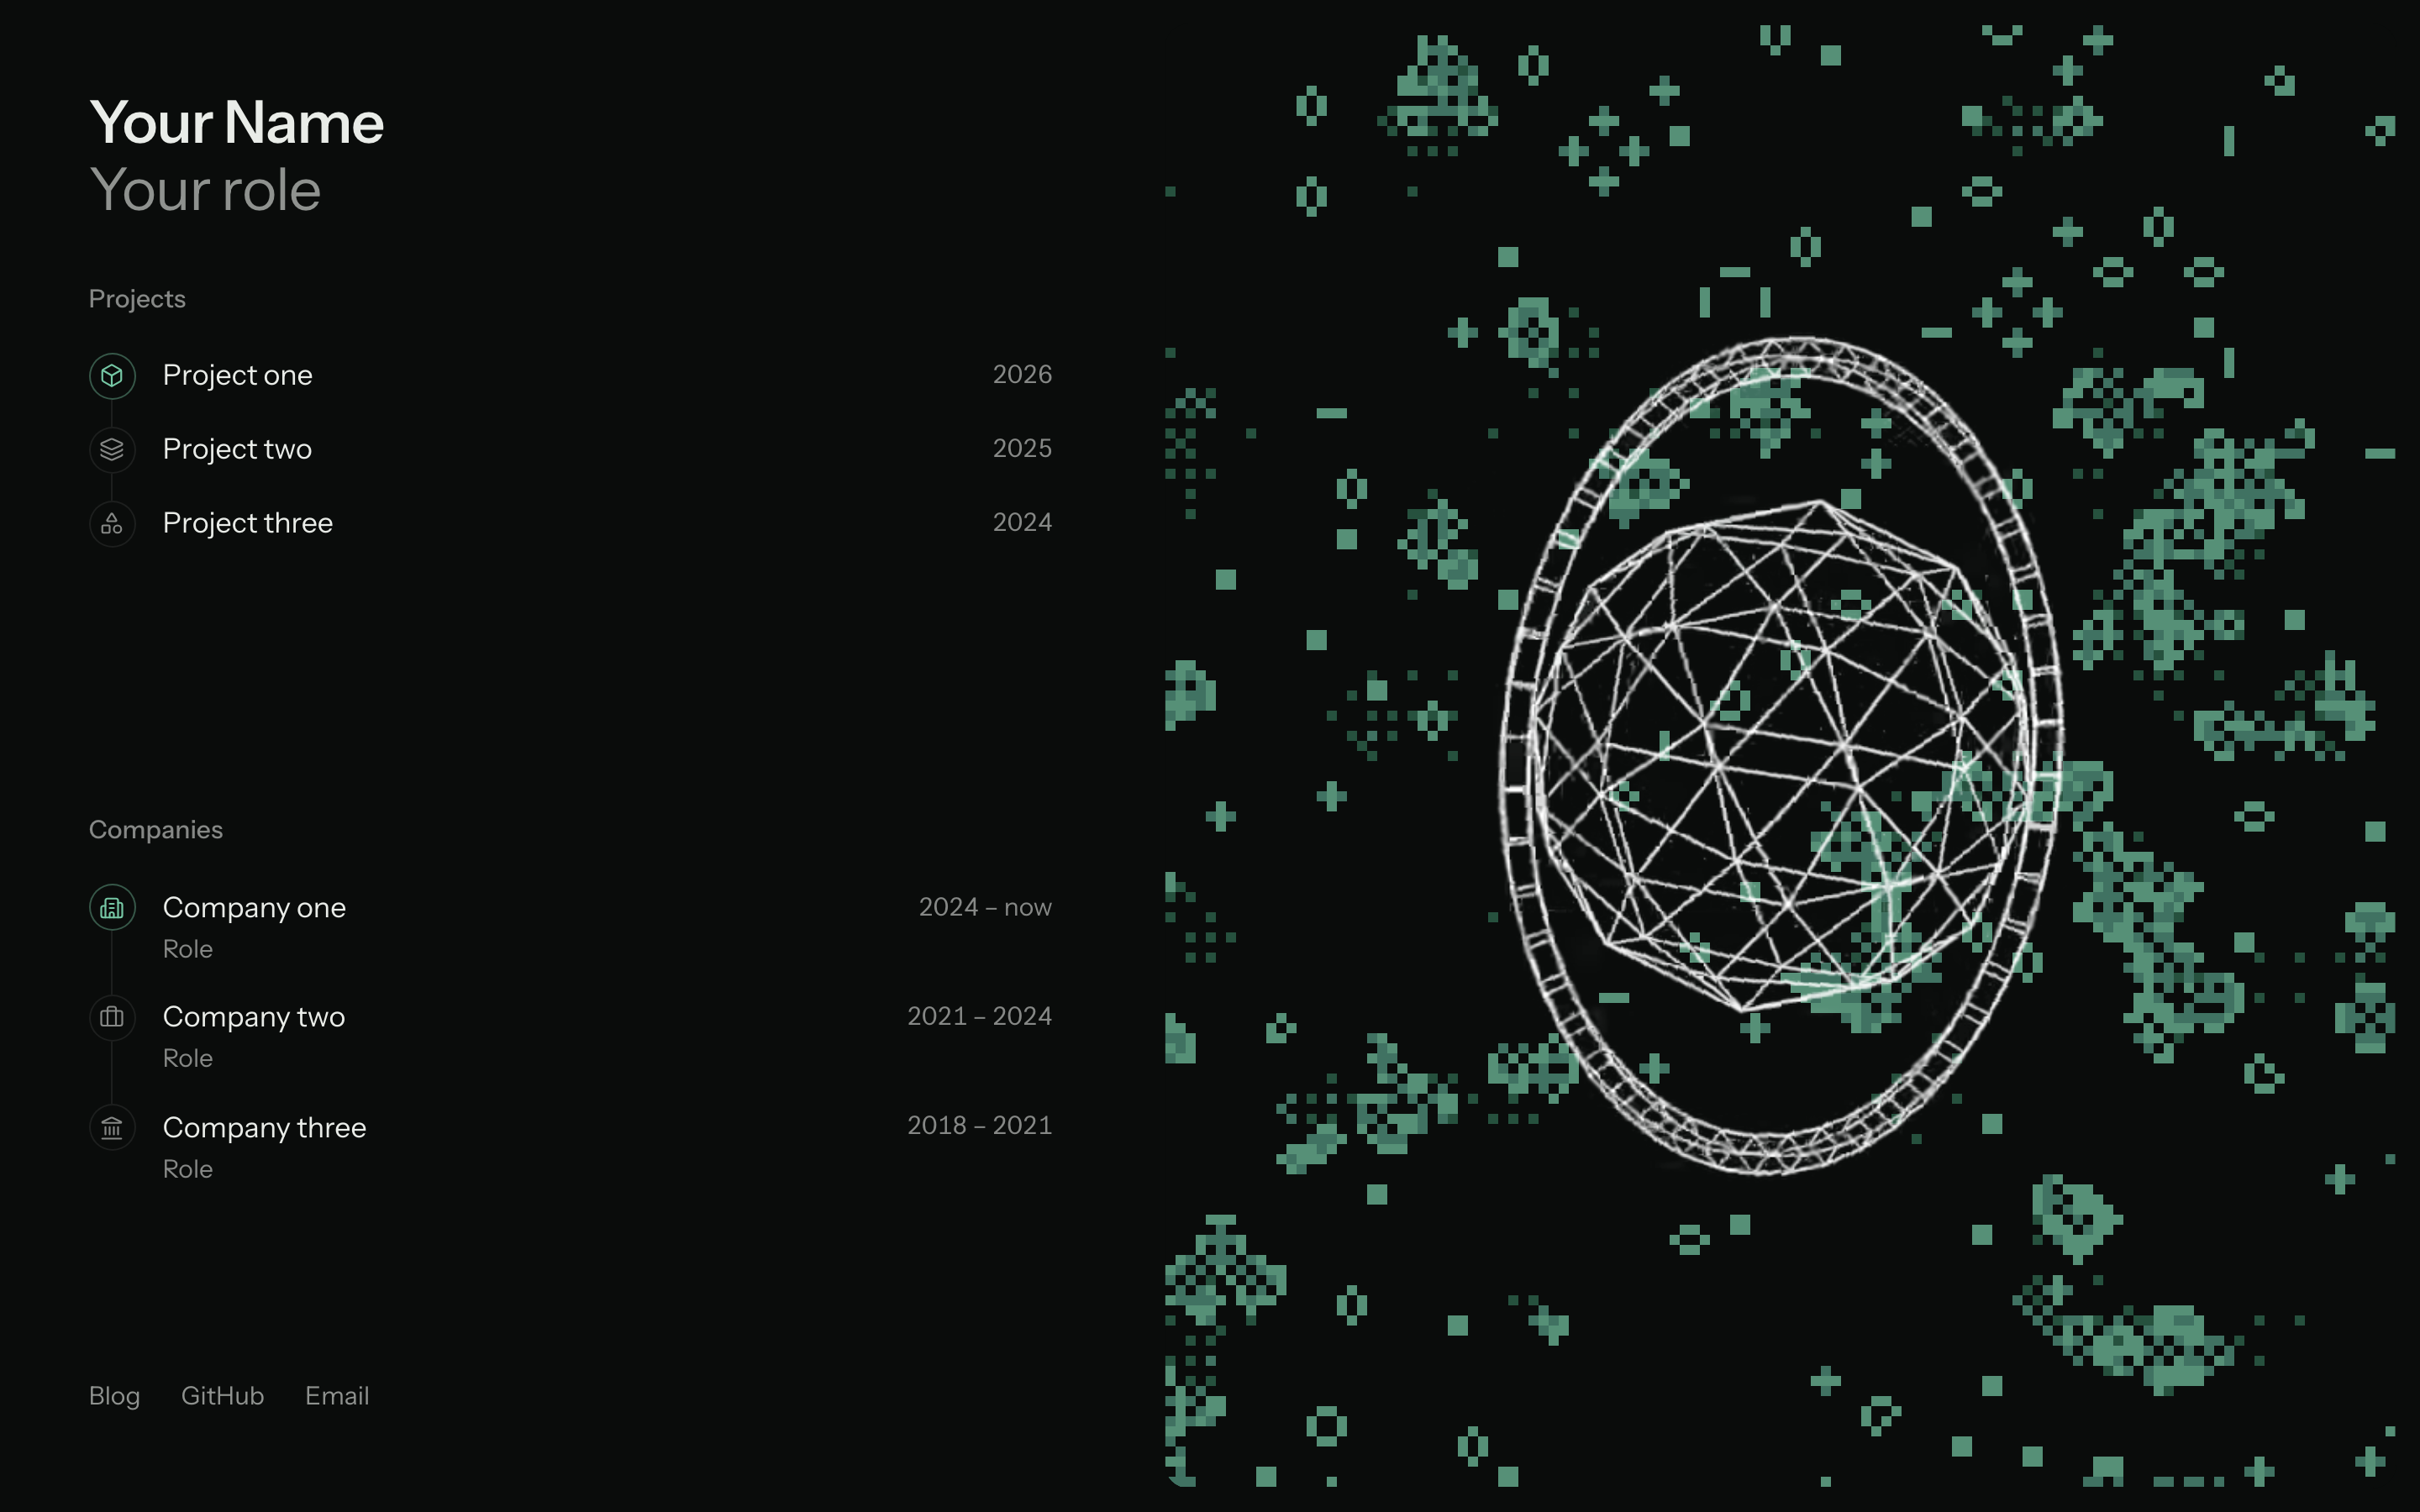 Your Name
Your role
Projects
Project one 2026
Project two 2025
Project three 2024
Companies
Company one 2024 – now
Role
Company two 2021 – 2024
Role
Company three 2018 – 2021
Role
Blog GitHub Email